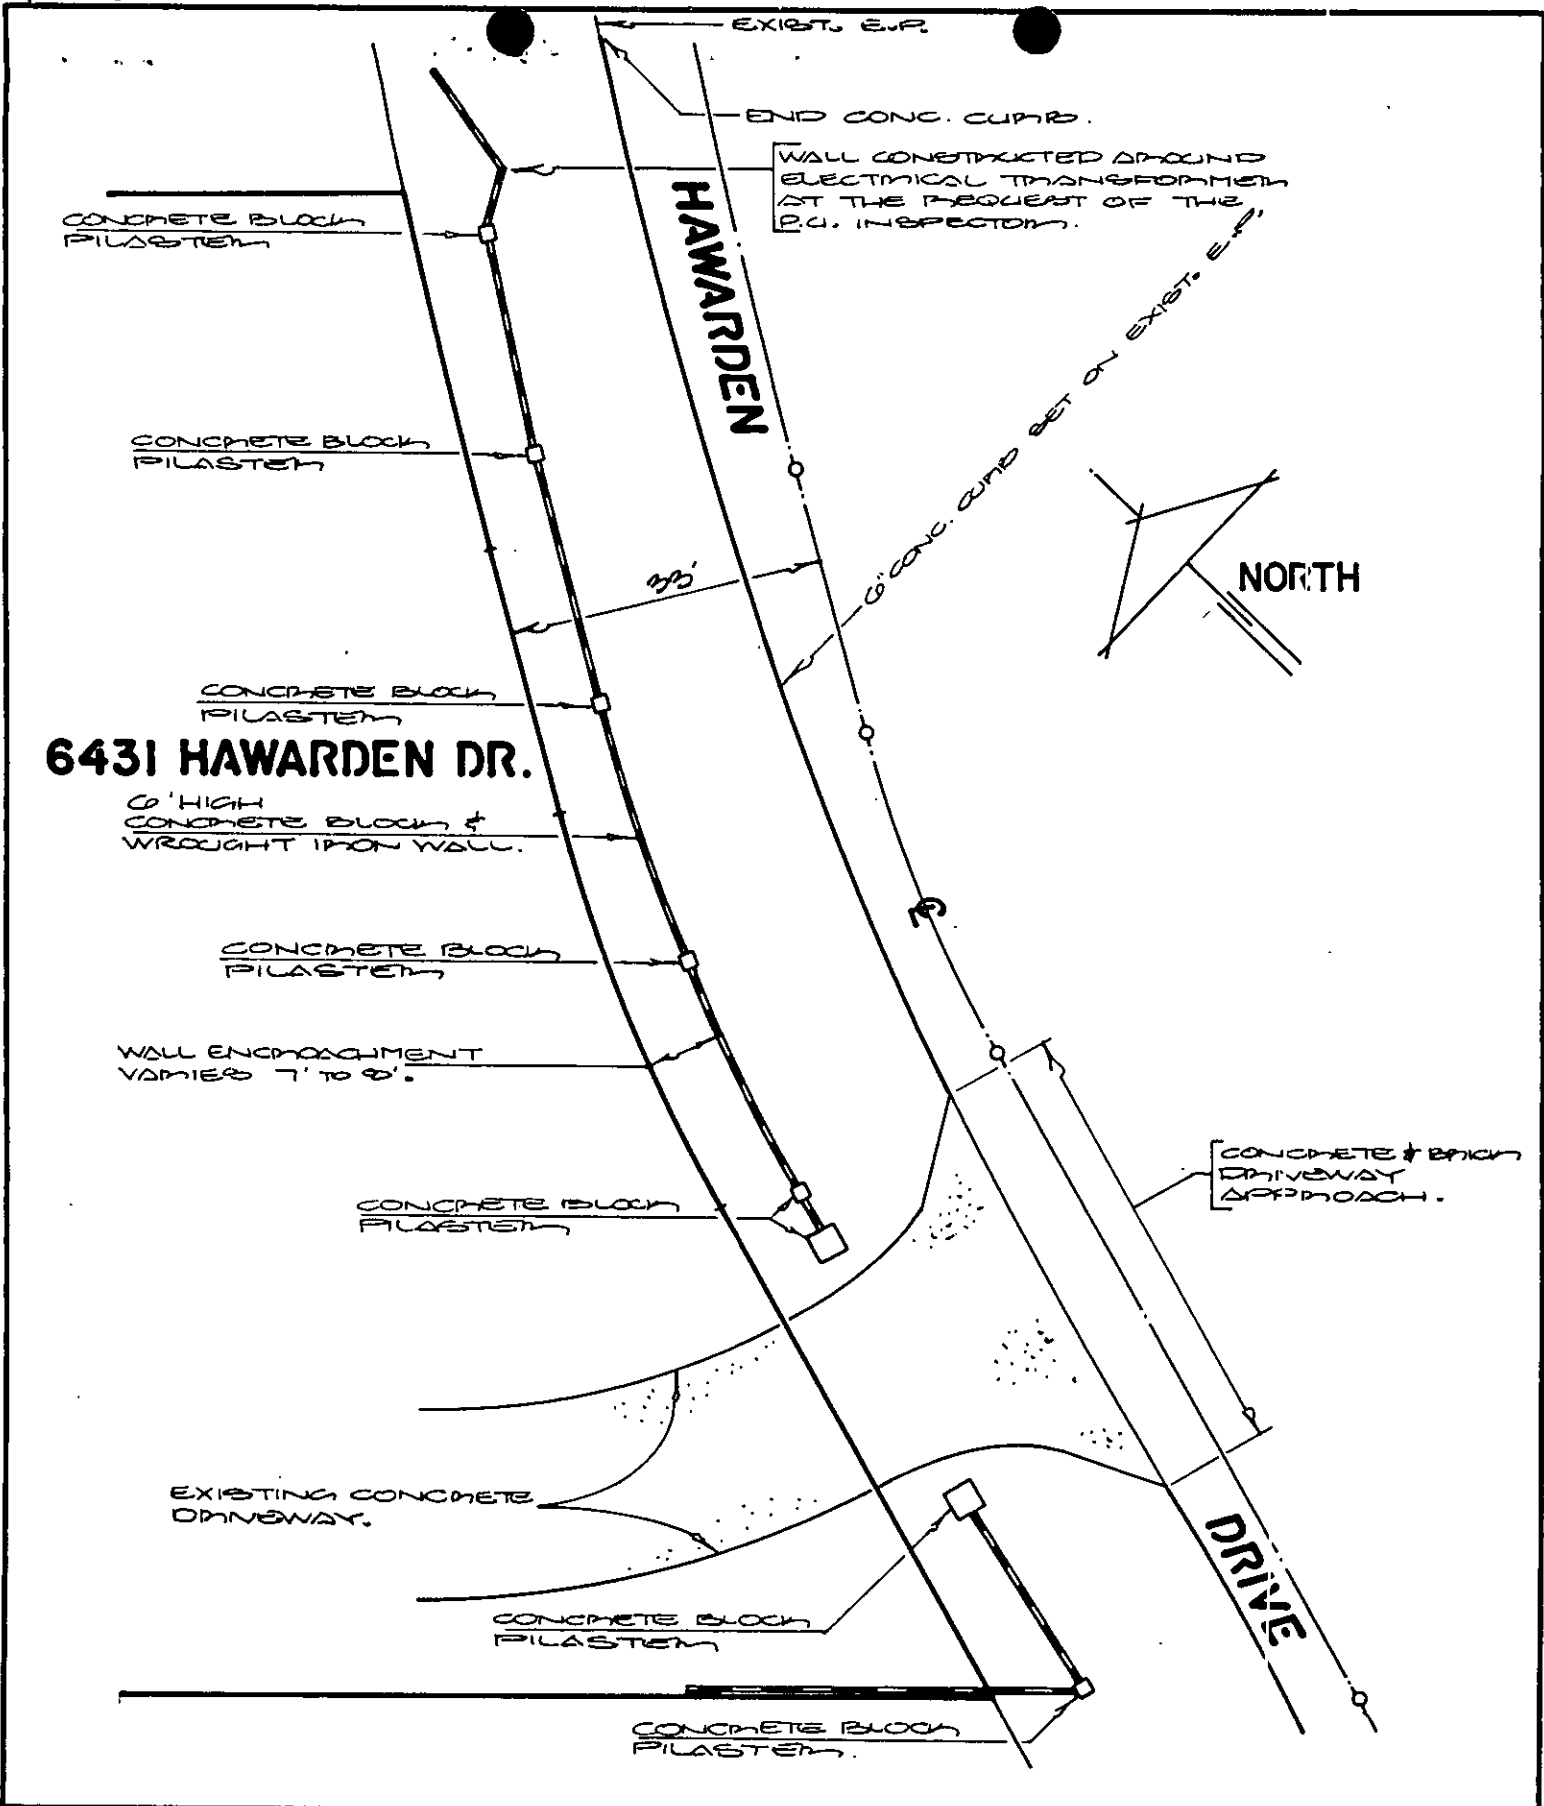 EXIST. E.P.
END CONC. CURB.
WALL CONSTRUCTED AROUND
ELECTRICAL TRANSFORMER
AT THE REQUEST OF THE
P.U. INSPECTOR.
CONCRETE BLOCK
PILASTER
HAWARDEN
6" CONC. CURB SET ON EXIST. E.P.
CONCRETE BLOCK
PILASTER
33'
NORTH
CONCRETE BLOCK
PILASTER
6431 HAWARDEN DR.
6' HIGH
CONCRETE BLOCK &
WROUGHT IRON WALL.
CL
CONCRETE BLOCK
PILASTER
WALL ENCROACHMENT
VARIES 7' TO 8'.
CONCRETE & BRICK
DRIVEWAY
APPROACH.
CONCRETE BLOCK
PILASTER
EXISTING CONCRETE
DRIVEWAY.
DRIVE
CONCRETE BLOCK
PILASTER
CONCRETE BLOCK
PILASTER.